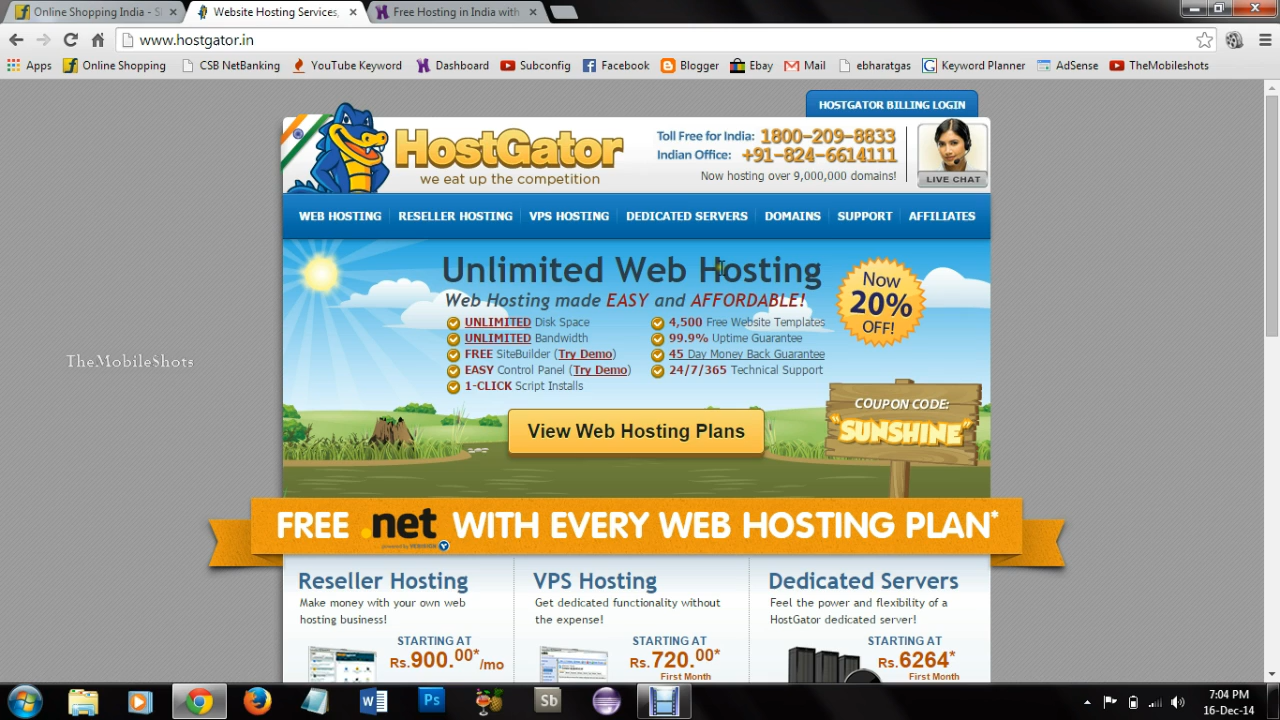 Online Shopping India - S
Website Hosting Services,
Free Hosting in India with
www.hostgator.in
Apps
Online Shopping
CSB NetBanking
YouTube Keyword
Dashboard
Subconfig
Facebook
Blogger
Ebay
Mail
ebharatgas
Keyword Planner
AdSense
TheMobileshots
HOSTGATOR BILLING LOGIN
HostGator
we eat up the competition
Toll Free for India: 1800-209-8833
Indian Office: +91-824-6614111
Now hosting over 9,000,000 domains!
LIVE CHAT
WEB HOSTING
RESELLER HOSTING
VPS HOSTING
DEDICATED SERVERS
DOMAINS
SUPPORT
AFFILIATES
Unlimited Web Hosting
Web Hosting made EASY and AFFORDABLE!
UNLIMITED Disk Space
UNLIMITED Bandwidth
FREE SiteBuilder (Try Demo)
EASY Control Panel (Try Demo)
1-CLICK Script Installs
4,500 Free Website Templates
99.9% Uptime Guarantee
45 Day Money Back Guarantee
24/7/365 Technical Support
Now
20%
OFF!
TheMobileShots
COUPON CODE:
"SUNSHINE"
View Web Hosting Plans
FREE .net WITH EVERY WEB HOSTING PLAN*
Reseller Hosting
Make money with your own web
hosting business!
STARTING AT
Rs.900.00*/mo
VPS Hosting
Get dedicated functionality without
the expense!
STARTING AT
Rs.720.00*
First Month
Dedicated Servers
Feel the power and flexibility of a
HostGator dedicated server!
STARTING AT
Rs.6264*
First Month
Ps
Sb
7:04 PM
16-Dec-14